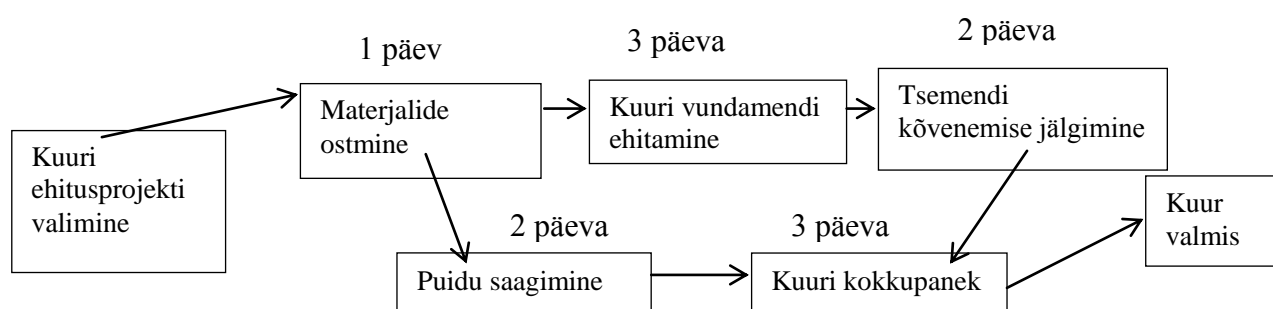 1 päev
3 päeva
2 päeva
Kuuri
ehitusprojekti
valimine
Materjalide
ostmine
Kuuri vundamendi
ehitamine
Tsemendi
kõvenemise jälgimine
2 päeva
3 päeva
Puidu saagimine
Kuuri kokkupanek
Kuur
valmis